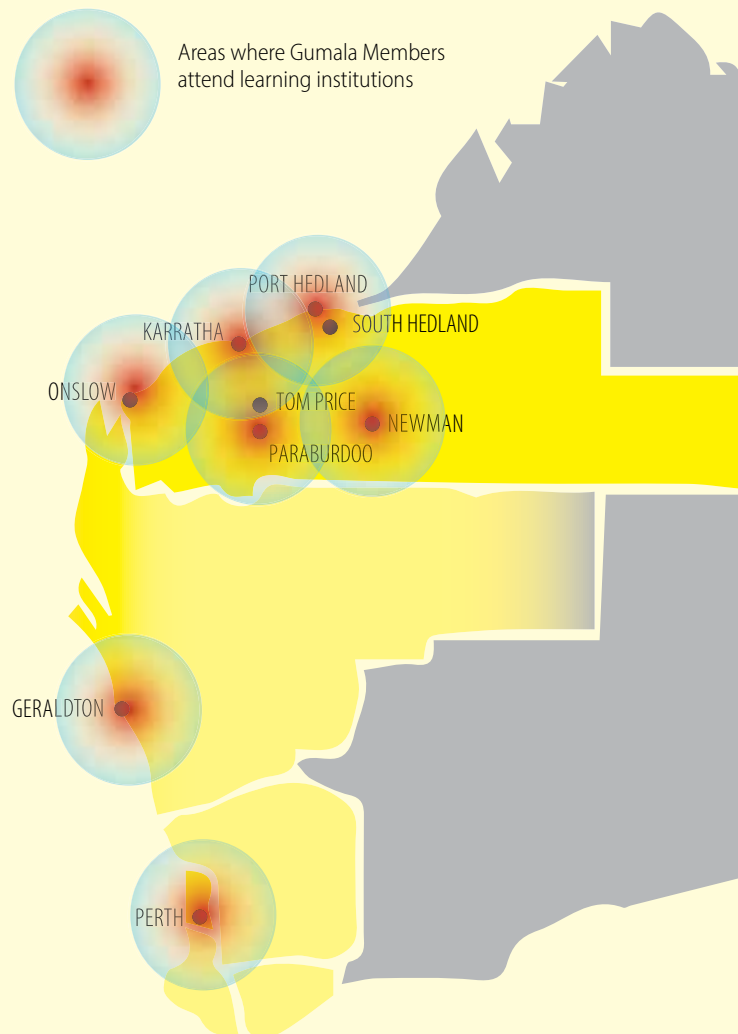 Areas where Gumala Members
attend learning institutions
PORT HEDLAND
KARRATHA
SOUTH HEDLAND
ONSLOW
TOM PRICE
NEWMAN
PARABURDOO
GERALDTON
PERTH